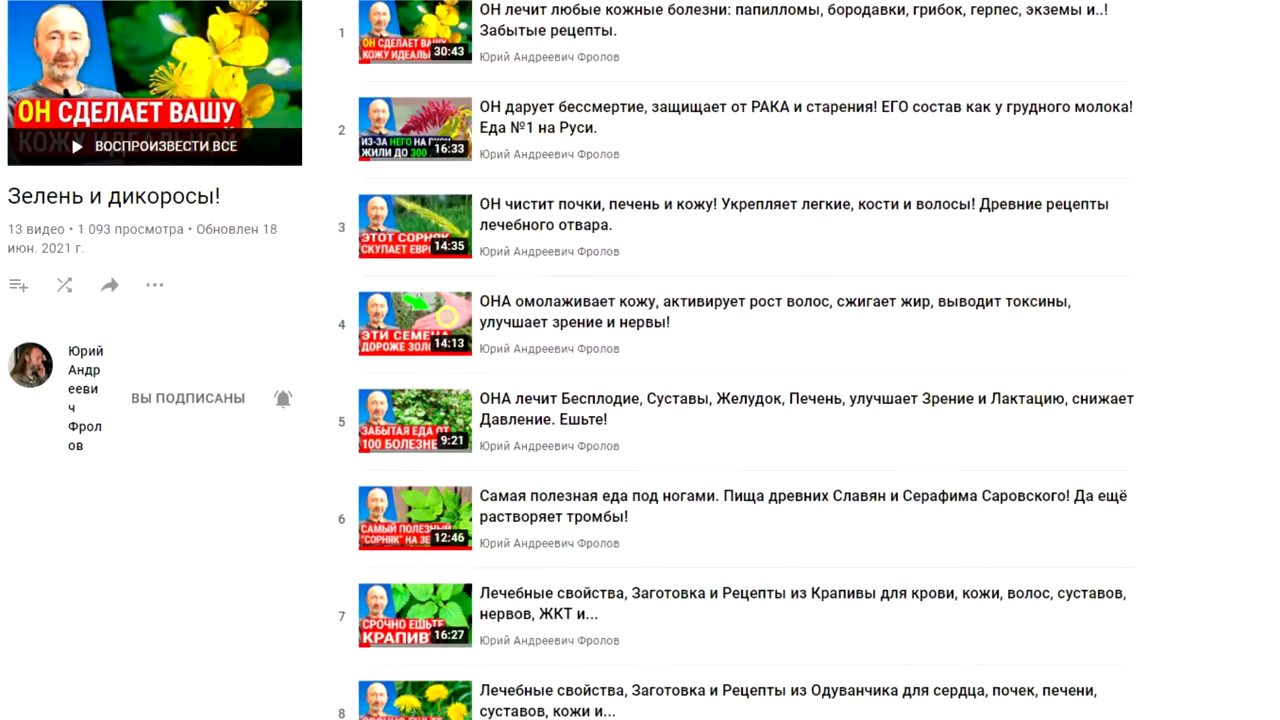 ОН СДЕЛАЕТ ВАШУ
КОЖУ ИДЕАЛЬНОЙ
ВОСПРОИЗВЕСТИ ВСЕ
Зелень и дикоросы!
13 видео • 1 093 просмотра • Обновлен 18
июн. 2021 г.
Юрий
Андр
ееви
ч
Фрол
ов
ВЫ ПОДПИСАНЫ
1
ОН СДЕЛАЕТ ВАШУ
КОЖУ ИДЕАЛЬ
30:43
ОН лечит любые кожные болезни: папилломы, бородавки, грибок, герпес, экземы и..!
Забытые рецепты.
Юрий Андреевич Фролов
2
ИЗ-ЗА НЕГО НА РУСИ
ЖИЛИ ДО 300
16:33
ОН дарует бессмертие, защищает от РАКА и старения! ЕГО состав как у грудного молока!
Еда №1 на Руси.
Юрий Андреевич Фролов
3
ЭТОТ СОРНЯК
СКУПАЕТ ЕВР
14:35
ОН чистит почки, печень и кожу! Укрепляет легкие, кости и волосы! Древние рецепты
лечебного отвара.
Юрий Андреевич Фролов
4
ЭТИ СЕМЕНА
ДОРОЖЕ ЗОЛ
14:13
ОНА омолаживает кожу, активирует рост волос, сжигает жир, выводит токсины,
улучшает зрение и нервы!
Юрий Андреевич Фролов
5
ЗАБЫТАЯ ЕДА ОТ
100 БОЛЕЗНЕ
9:21
ОНА лечит Бесплодие, Суставы, Желудок, Печень, улучшает Зрение и Лактацию, снижает
Давление. Ешьте!
Юрий Андреевич Фролов
6
САМЫЙ ПОЛЕЗНЫЙ
"СОРНЯК" НА ЗЕ
12:46
Самая полезная еда под ногами. Пища древних Славян и Серафима Саровского! Да ещё
растворяет тромбы!
Юрий Андреевич Фролов
7
СРОЧНО ЕШЬТЕ
КРАПИВ
16:27
Лечебные свойства, Заготовка и Рецепты из Крапивы для крови, кожи, волос, суставов,
нервов, ЖКТ и...
Юрий Андреевич Фролов
8
Лечебные свойства, Заготовка и Рецепты из Одуванчика для сердца, почек, печени,
суставов, кожи и...